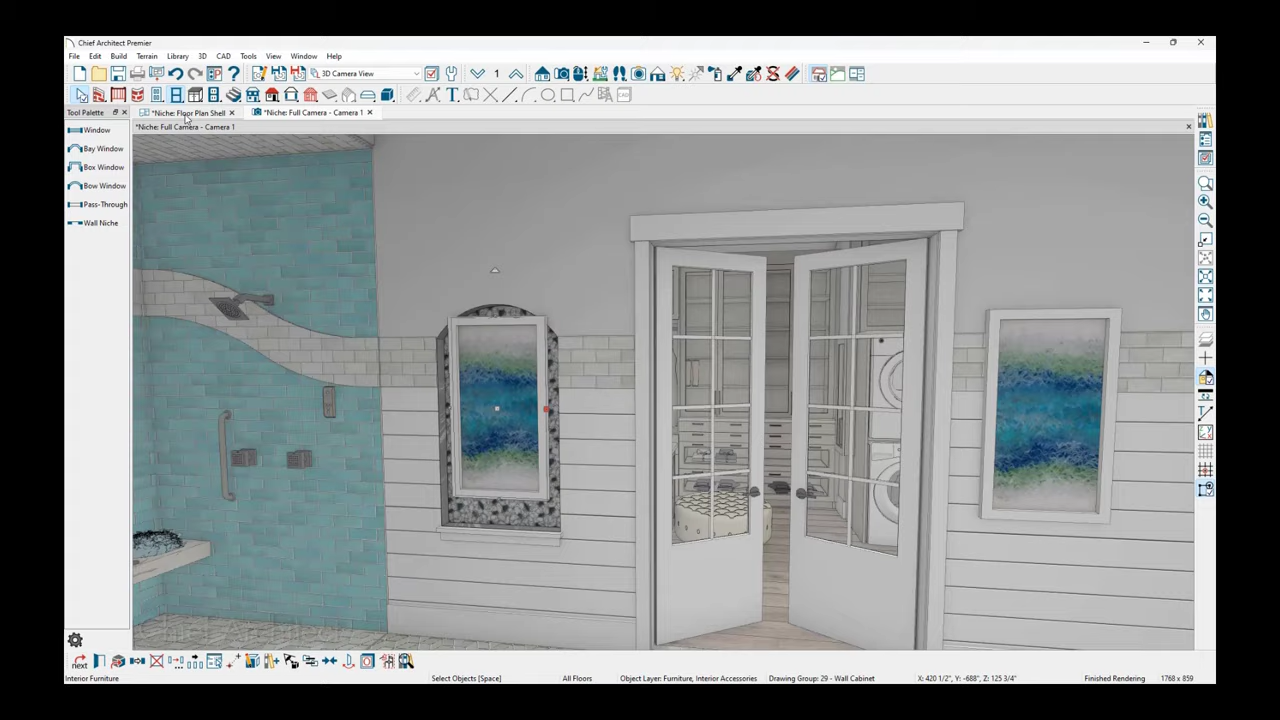 Chief Architect Premier
File Edit Build Terrain Library 3D CAD Tools View Window Help
3D Camera View
1
Tool Palette
*Niche: Floor Plan Shell
*Niche: Full Camera - Camera 1
*Niche: Full Camera - Camera 1
Window
Bay Window
Box Window
Bow Window
Pass-Through
Wall Niche
next
Interior Furniture
Select Objects [Space]
All Floors
Object Layer: Furniture, Interior Accessories
Drawing Group: 29 - Wall Cabinet
X: 420 1/2", Y: -688", Z: 125 3/4"
Finished Rendering
1768 x 859